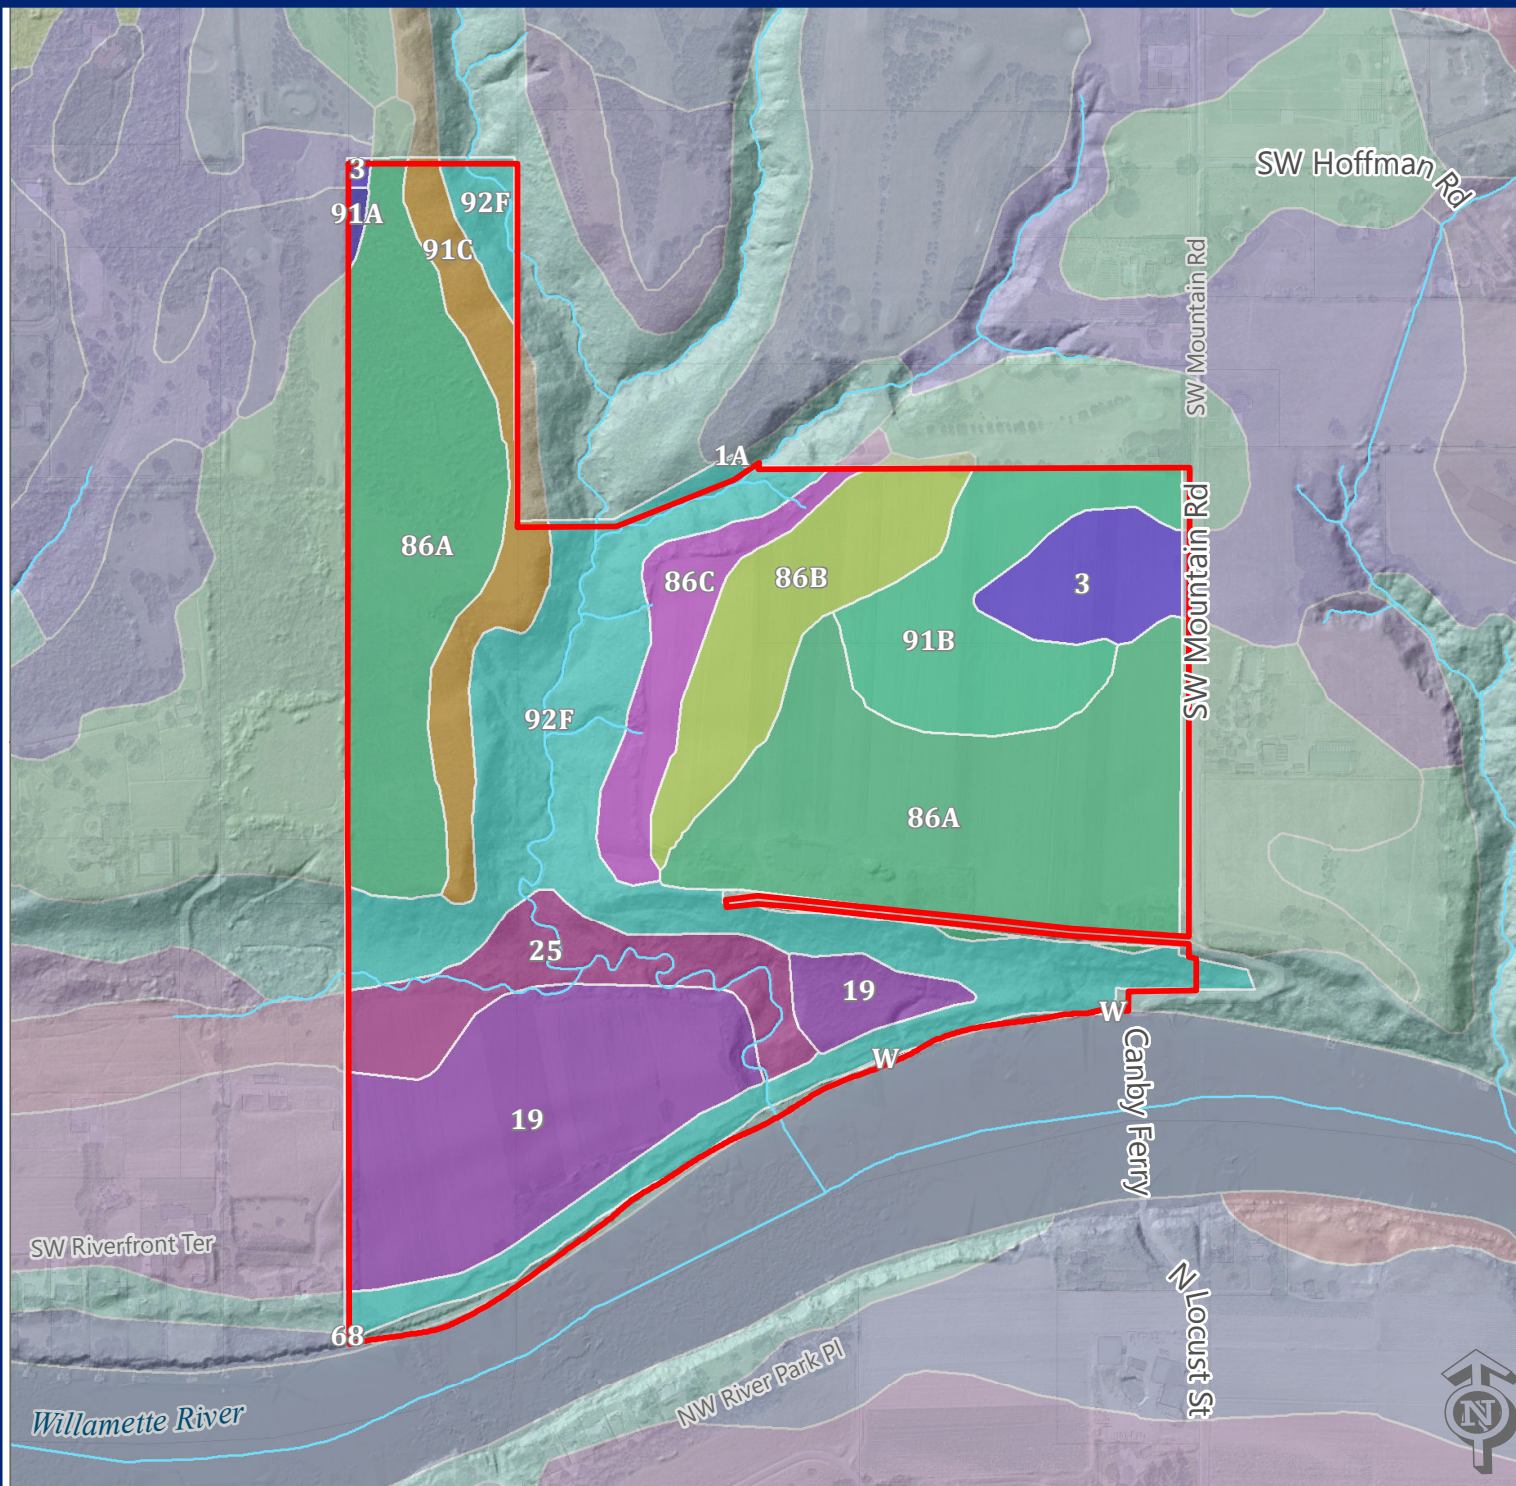 SW Hoffman Rd
3
92F
91A
91C
SW Mountain Rd
1A
86A
86C
86B
3
SW Mountain Rd
91B
92F
86A
25
19
W
W
Canby Ferry
19
SW Riverfront Ter
68
N Locust St
NW River Park Pl
Willamette River
N